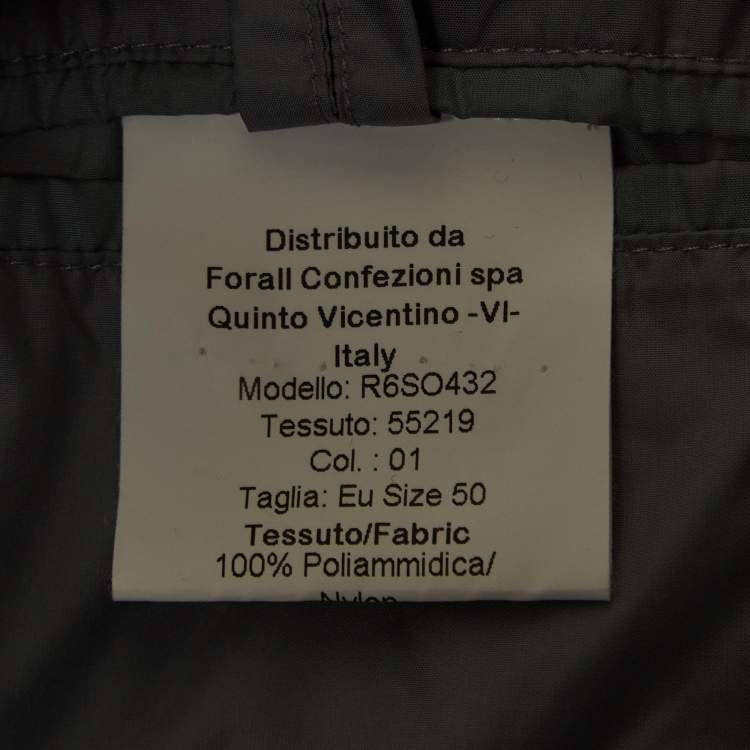 Distribuito da
Forall Confezioni spa
Quinto Vicentino -VI-
Italy
Modello: R6SO432
Tessuto: 55219
Col. : 01
Taglia: Eu Size 50
Tessuto/Fabric
100% Poliammidica/
Nylon